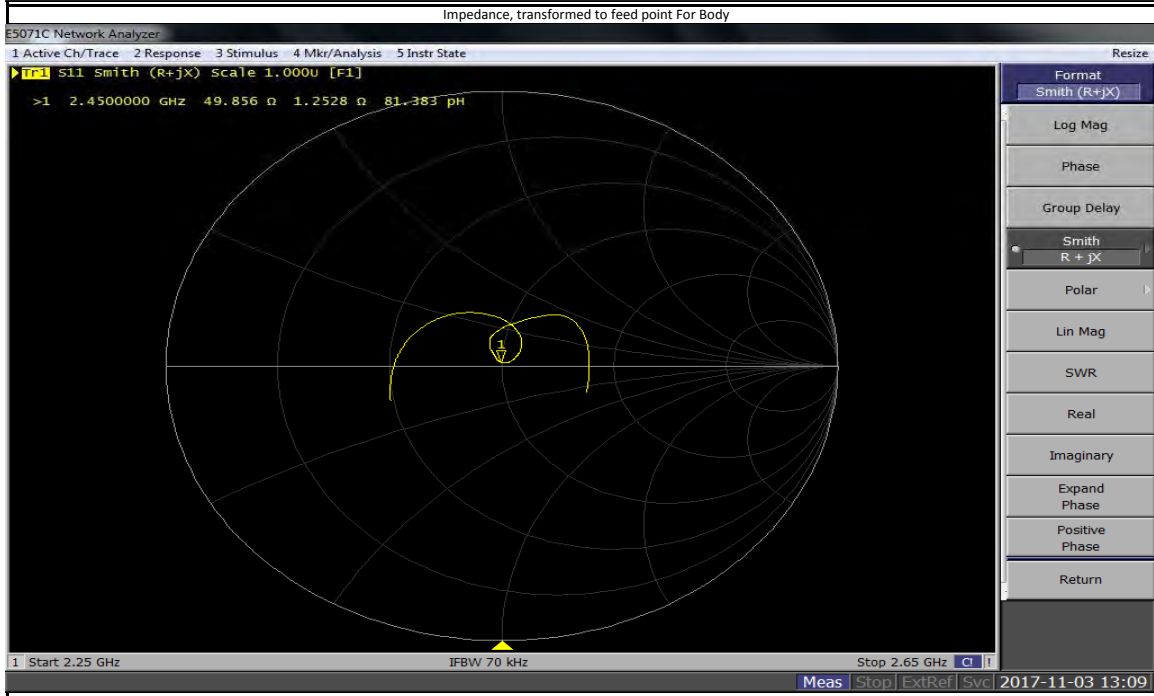 Impedance, transformed to feed point For Body
E5071C Network Analyzer
1 Active Ch/Trace 2 Response 3 Stimulus 4 Mkr/Analysis 5 Instr State Resize
Tr1 S11 Smith (R+jX) Scale 1.000U [F1]
>1 2.4500000 GHz 49.856 Ω 1.2528 Ω 81.383 pH
1
Format
Smith (R+jX)
Log Mag
Phase
Group Delay
Smith
R + jX
Polar
Lin Mag
SWR
Real
Imaginary
Expand
Phase
Positive
Phase
Return
1 Start 2.25 GHz IFBW 70 kHz Stop 2.65 GHz C! !
Meas Stop ExtRef Svc 2017-11-03 13:09